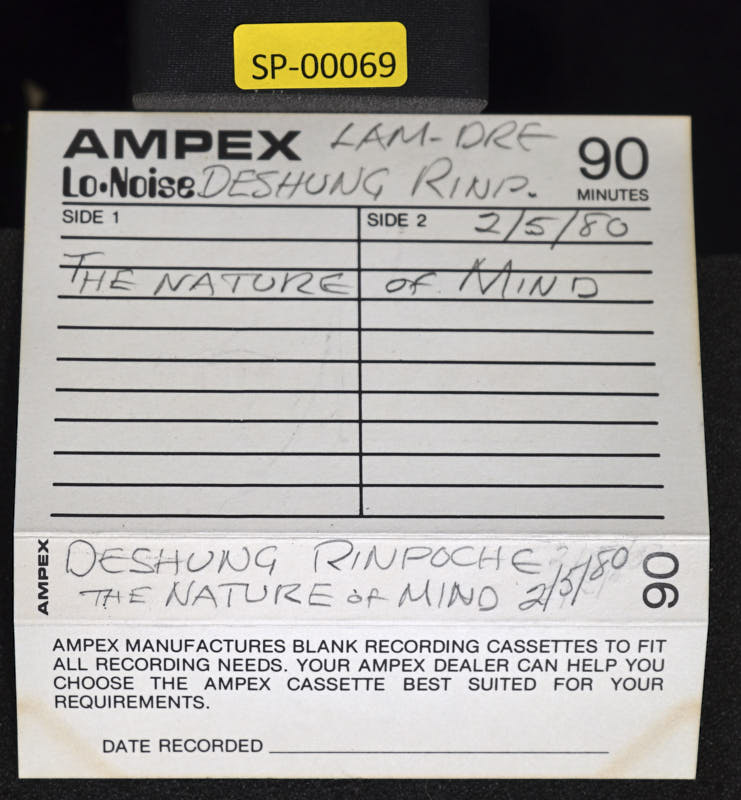 SP-00069
AMPEX LAM-DRE 90
Lo•Noise DESHUNG RINP. MINUTES
SIDE 1 SIDE 2 2/5/80
THE NATURE OF MIND
AMPEX DESHUNG RINPOCHE 90
THE NATURE OF MIND 2/5/80
AMPEX MANUFACTURES BLANK RECORDING CASSETTES TO FIT
ALL RECORDING NEEDS. YOUR AMPEX DEALER CAN HELP YOU
CHOOSE THE AMPEX CASSETTE BEST SUITED FOR YOUR
REQUIREMENTS.
DATE RECORDED